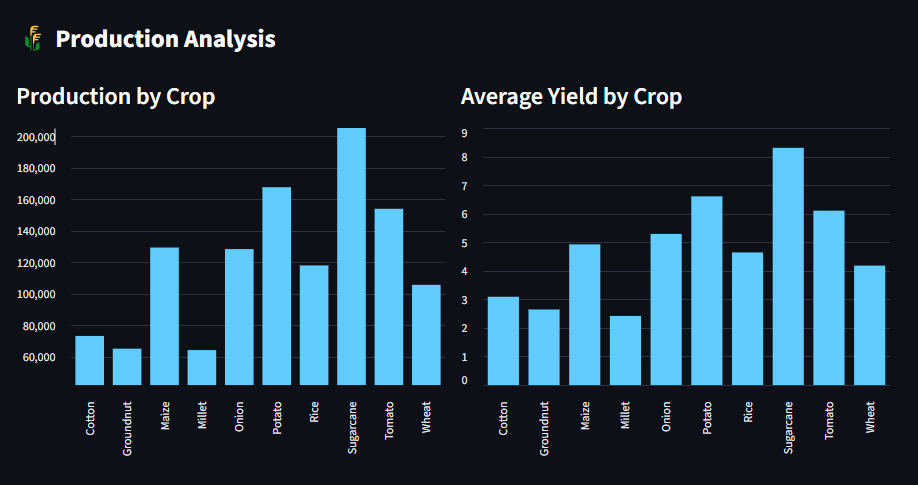 Production Analysis
Production by Crop
200,000
180,000
160,000
140,000
120,000
100,000
80,000
60,000
Cotton
Groundnut
Maize
Millet
Onion
Potato
Rice
Sugarcane
Tomato
Wheat
Average Yield by Crop
9
8
7
6
5
4
3
2
1
0
Cotton
Groundnut
Maize
Millet
Onion
Potato
Rice
Sugarcane
Tomato
Wheat